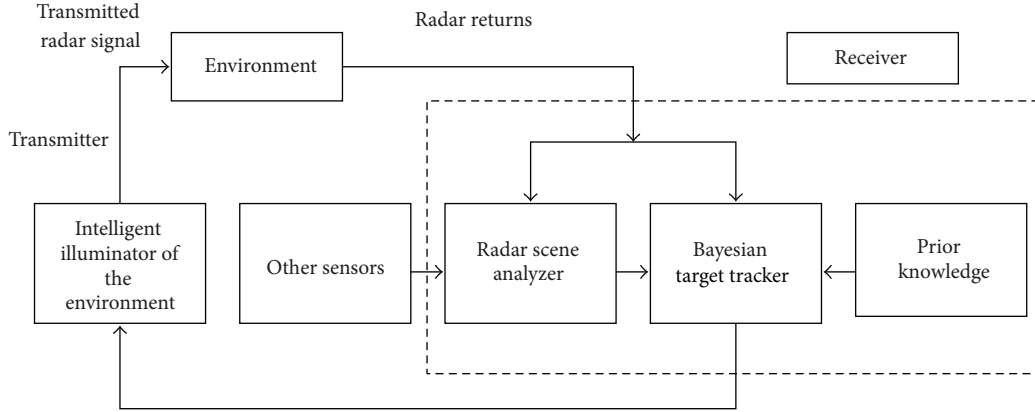 Transmitted
radar signal
Radar returns
Environment
Receiver
Transmitter
Intelligent
illuminator of
the
environment
Other sensors
Radar scene
analyzer
Bayesian
target tracker
Prior
knowledge